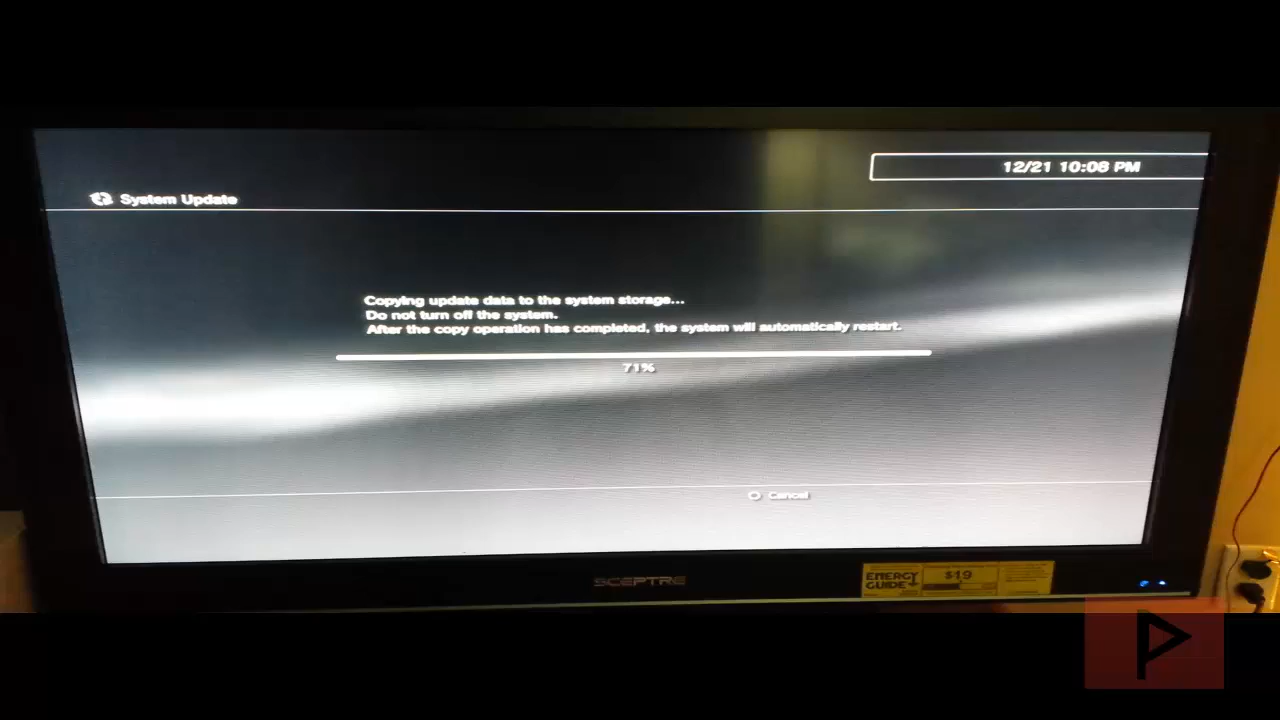 12/21 10:08 PM
System Update
Copying update data to the system storage...
Do not turn off the system.
After the copy operation has completed, the system will automatically restart.
71%
Cancel
SCEPTRE
ENERGY
GUIDE
$19
P